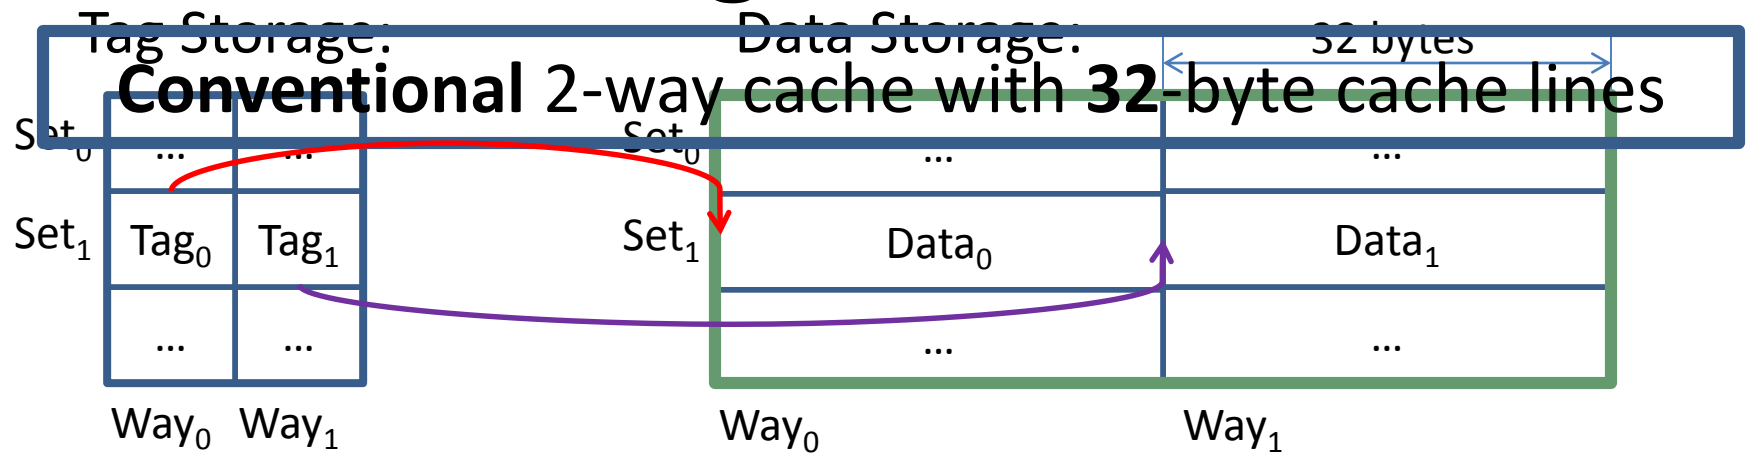 Tag Storage: Data Storage: 32 bytes
Conventional 2-way cache with 32-byte cache lines
Set0 ... ... Set0 ... ...
Set1 Tag0 Tag1 Set1 Data0 Data1
... ... ... ...
Way0 Way1 Way0 Way1